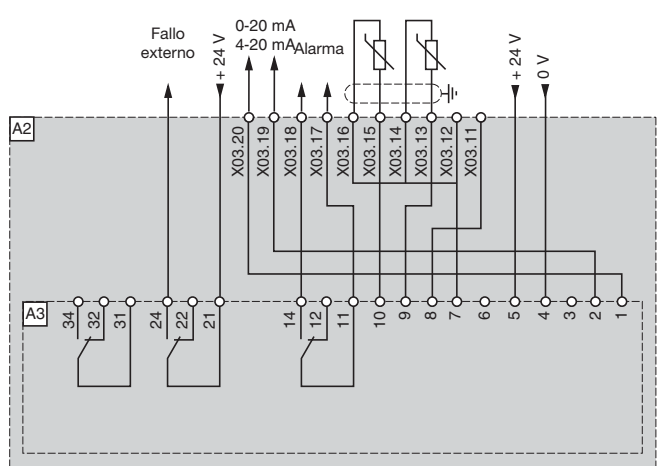 Fallo
externo
+ 24 V
0-20 mA
4-20 mA
Alarma
+ 24 V
0 V
A2
X03.20
X03.19
X03.18
X03.17
X03.16
X03.15
X03.14
X03.13
X03.12
X03.11
A3
34
32
31
24
22
21
14
12
11
10
9
8
7
6
5
4
3
2
1